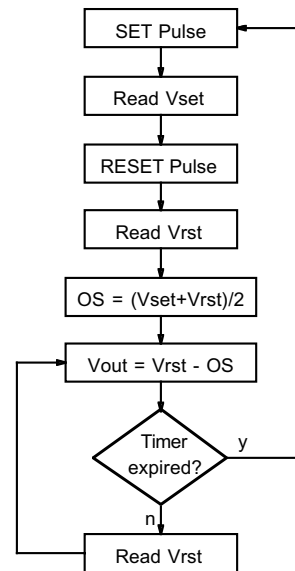 SET Pulse
Read Vset
RESET Pulse
Read Vrst
OS = (Vset+Vrst)/2
Vout = Vrst - OS
Timer
expired?
y
n
Read Vrst